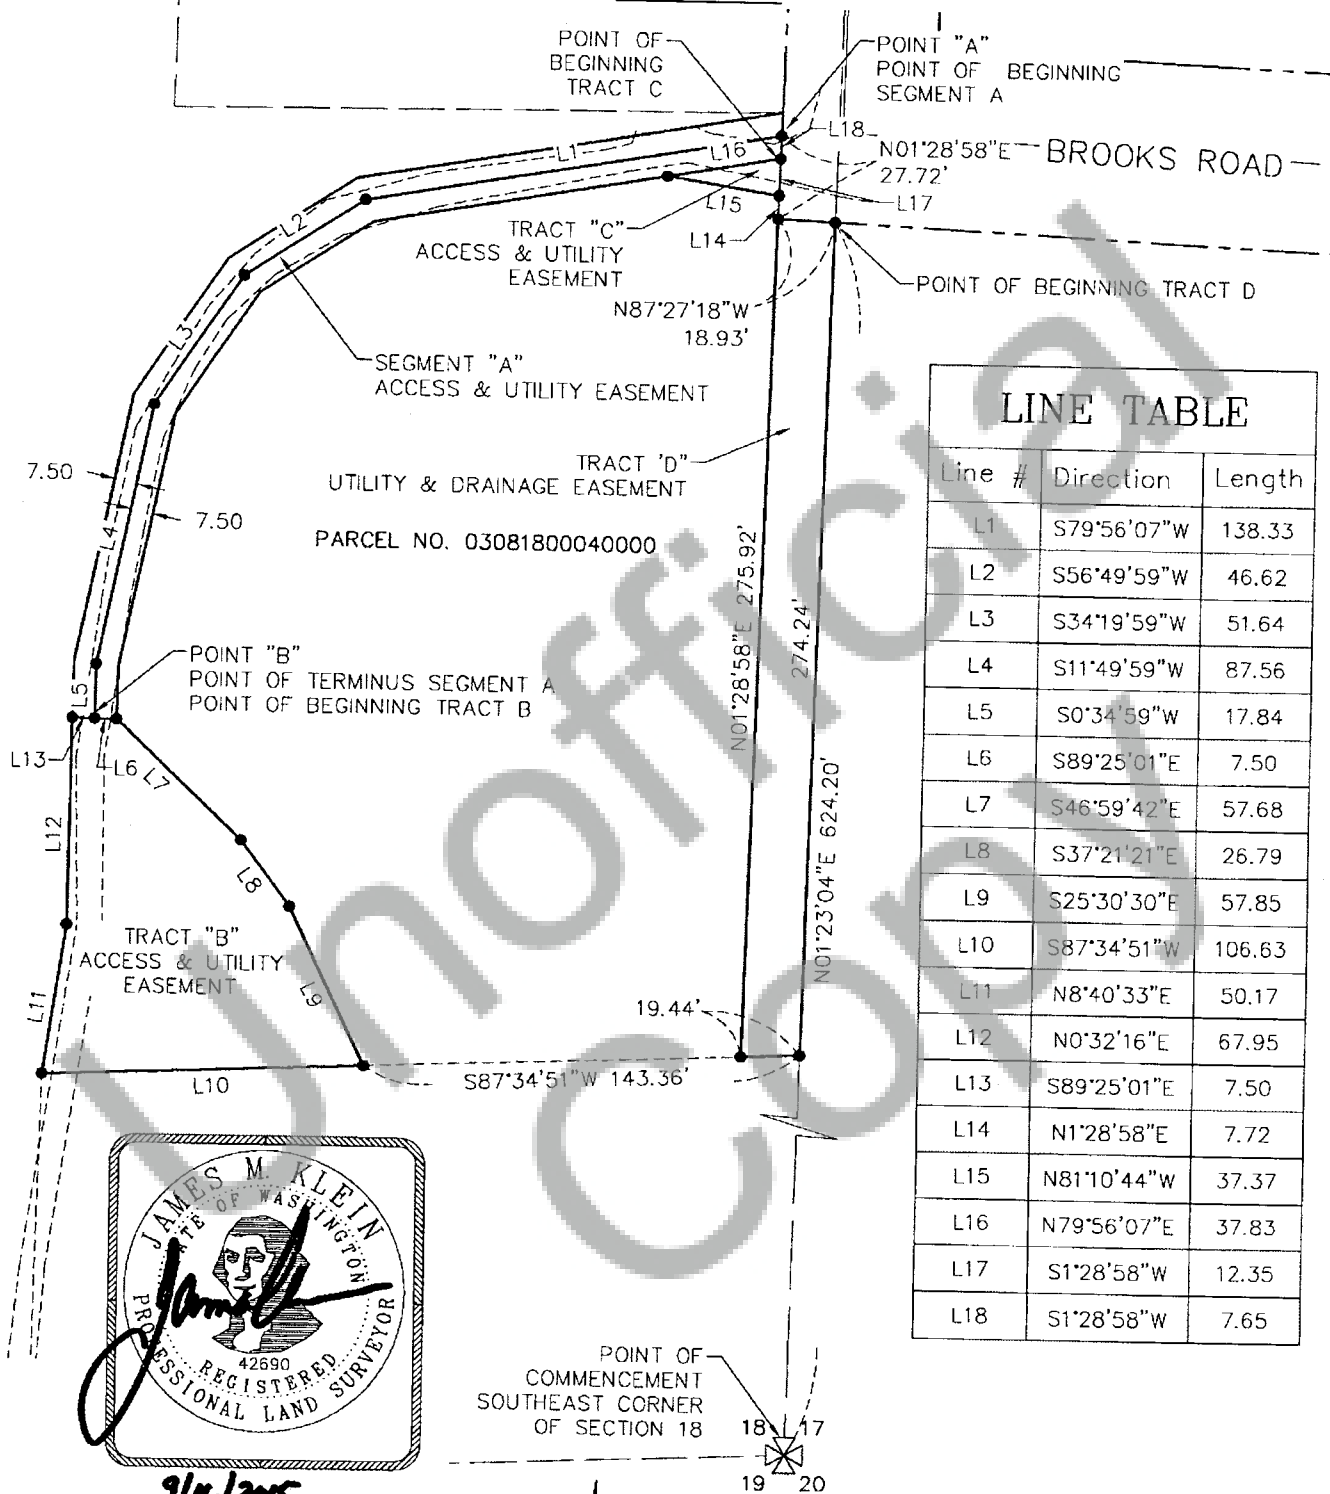 POINT OF
BEGINNING
TRACT C
POINT "A"
POINT OF BEGINNING
SEGMENT A
L18
N01°28'58"E
27.72'
BROOKS ROAD
L1
L16
L17
L15
L14
L2
TRACT "C"
ACCESS & UTILITY
EASEMENT
N87°27'18"W
18.93'
POINT OF BEGINNING TRACT D
L3
SEGMENT "A"
ACCESS & UTILITY EASEMENT
7.50
7.50
L4
TRACT 'D"
UTILITY & DRAINAGE EASEMENT
PARCEL NO. 03081800040000
N01°28'58"E 275.92'
274.24'
N01°23'04"E 624.20'
POINT "B"
POINT OF TERMINUS SEGMENT A
POINT OF BEGINNING TRACT B
L5
L13
L6
L7
L12
L8
TRACT "B"
ACCESS & UTILITY
EASEMENT
L11
L9
19.44'
L10
S87°34'51"W 143.36'
LINE TABLE
Line # Direction Length
L1 S79°56'07"W 138.33
L2 S56°49'59"W 46.62
L3 S34°19'59"W 51.64
L4 S11°49'59"W 87.56
L5 S0°34'59"W 17.84
L6 S89°25'01"E 7.50
L7 S46°59'42"E 57.68
L8 S37°21'21"E 26.79
L9 S25°30'30"E 57.85
L10 S87°34'51"W 106.63
L11 N8°40'33"E 50.17
L12 N0°32'16"E 67.95
L13 S89°25'01"E 7.50
L14 N1°28'58"E 7.72
L15 N81°10'44"W 37.37
L16 N79°56'07"E 37.83
L17 S1°28'58"W 12.35
L18 S1°28'58"W 7.65
JAMES M. KLEIN
STATE OF WASHINGTON
42690
REGISTERED
PROFESSIONAL LAND SURVEYOR
POINT OF
COMMENCEMENT
SOUTHEAST CORNER
OF SECTION 18
18 17
19 20
Unofficial
Copy